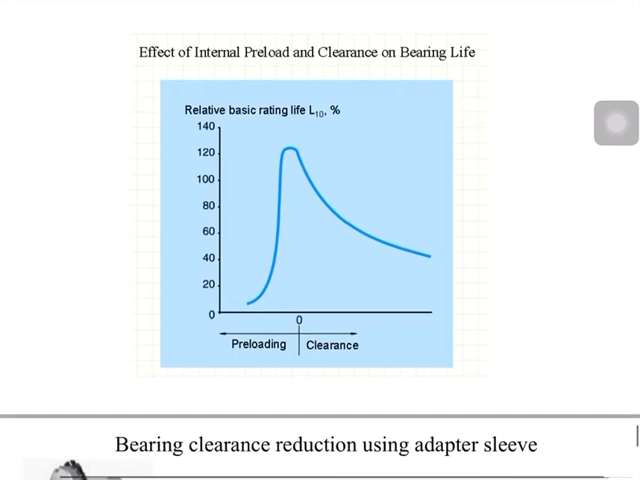 Effect of Internal Preload and Clearance on Bearing Life
Relative basic rating life L10, %
140
120
100
80
60
40
20
0
0
Preloading
Clearance
Bearing clearance reduction using adapter sleeve